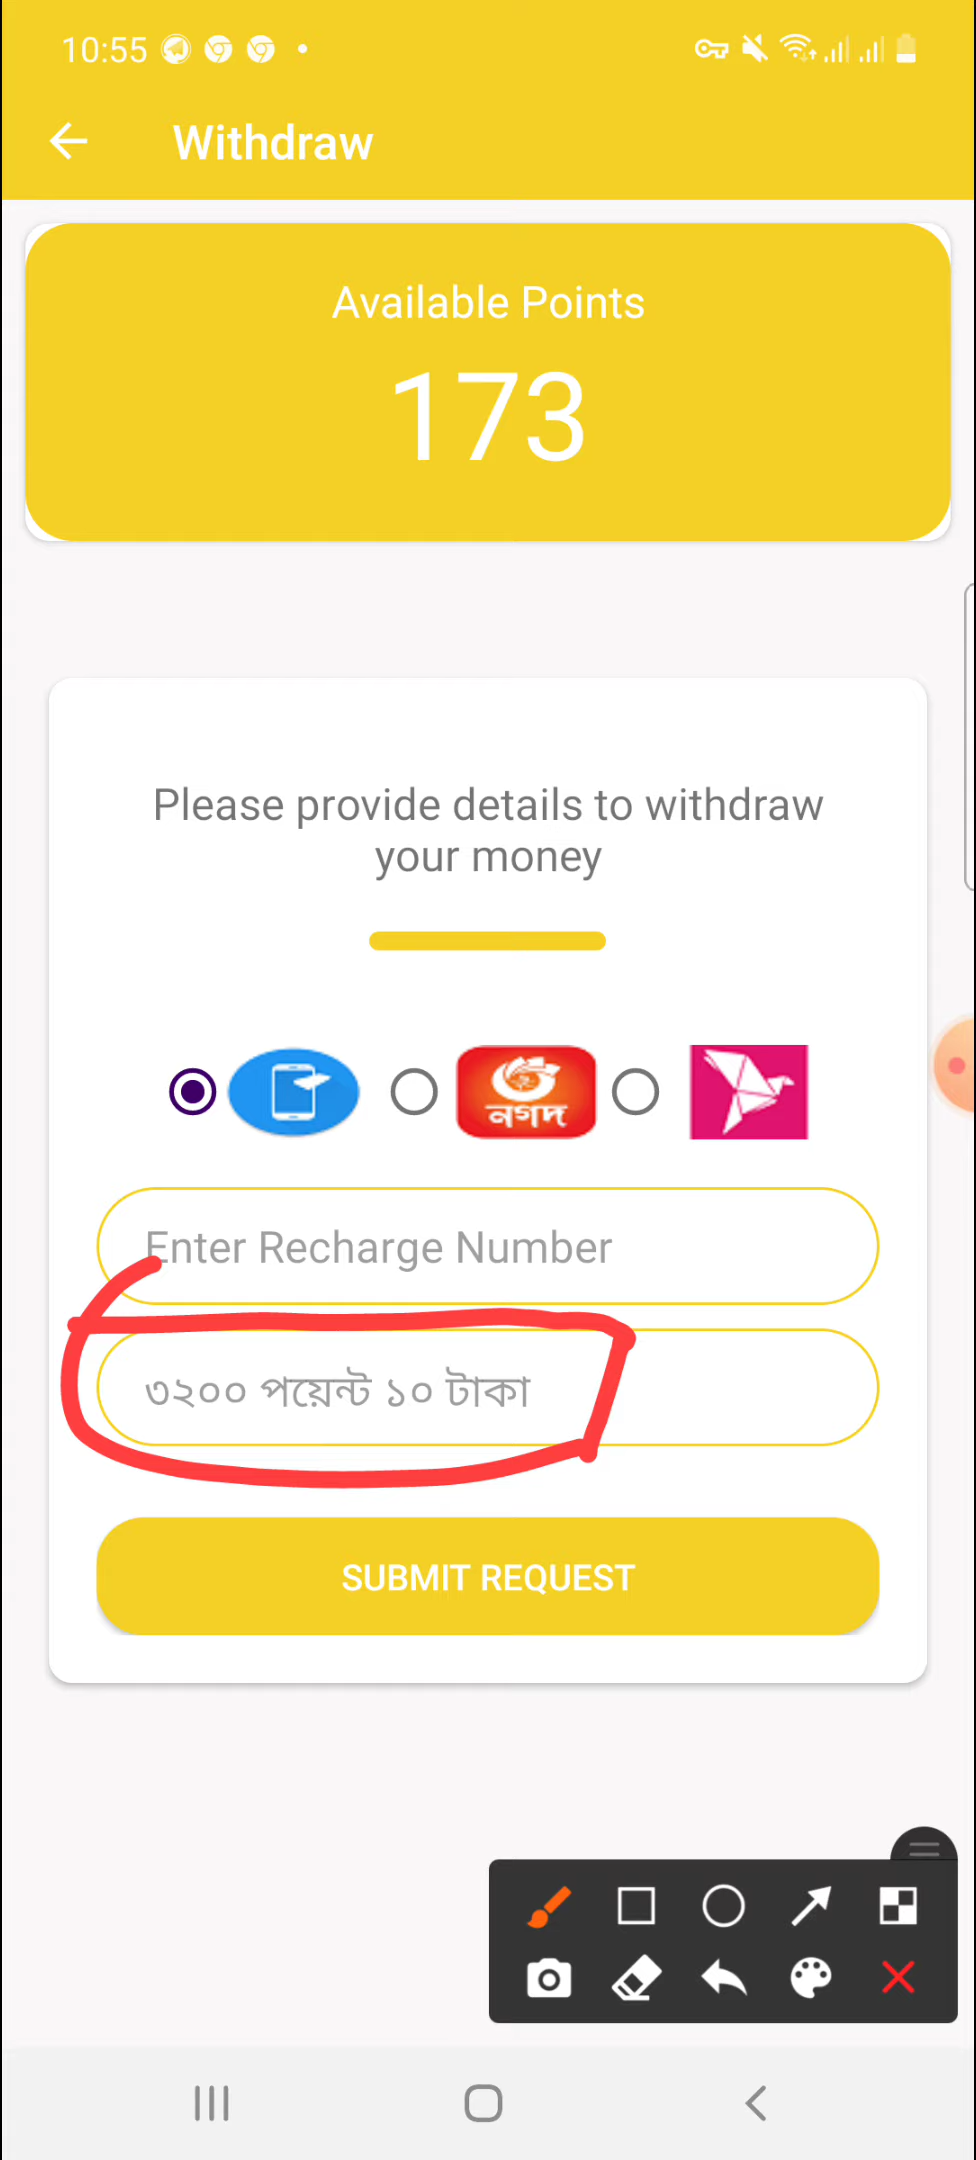 10:55
Withdraw
Available Points
173
Please provide details to withdraw
your money
নগদ
Enter Recharge Number
৩২০০ পয়েন্ট ১০ টাকা
SUBMIT REQUEST